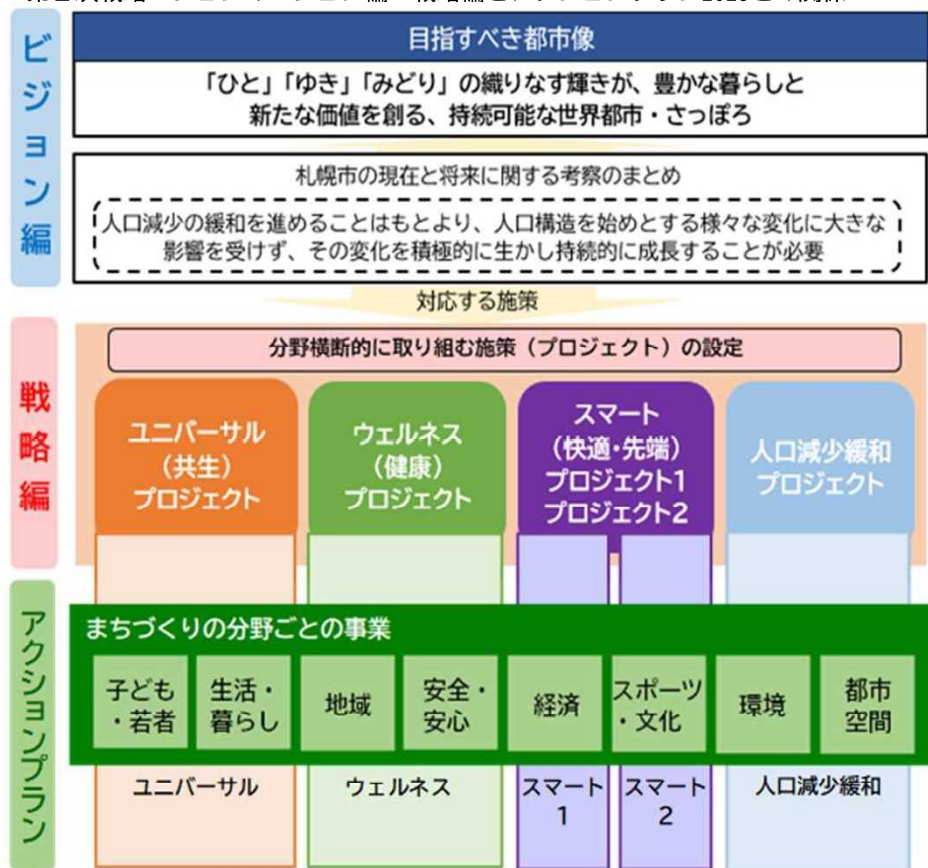 ビジョン編
目指すべき都市像
「ひと」「ゆき」「みどり」の織りなす輝きが、豊かな暮らしと
新たな価値を創る、持続可能な世界都市・さっぽろ
札幌市の現在と将来に関する考察のまとめ
人口減少の緩和を進めることはもとより、人口構造を始めとする様々な変化に大きな
影響を受けず、その変化を積極的に生かし持続的に成長することが必要
対応する施策
戦略編
分野横断的に取り組む施策（プロジェクト）の設定
ユニバーサル
（共生）
プロジェクト
ウェルネス
（健康）
プロジェクト
スマート
（快適・先端）
プロジェクト1
プロジェクト2
人口減少緩和
プロジェクト
アクションプラン
まちづくりの分野ごとの事業
子ども
・若者
生活・
暮らし
地域
安全・
安心
経済
スポーツ
・文化
環境
都市
空間
ユニバーサル
ウェルネス
スマート
1
スマート
2
人口減少緩和